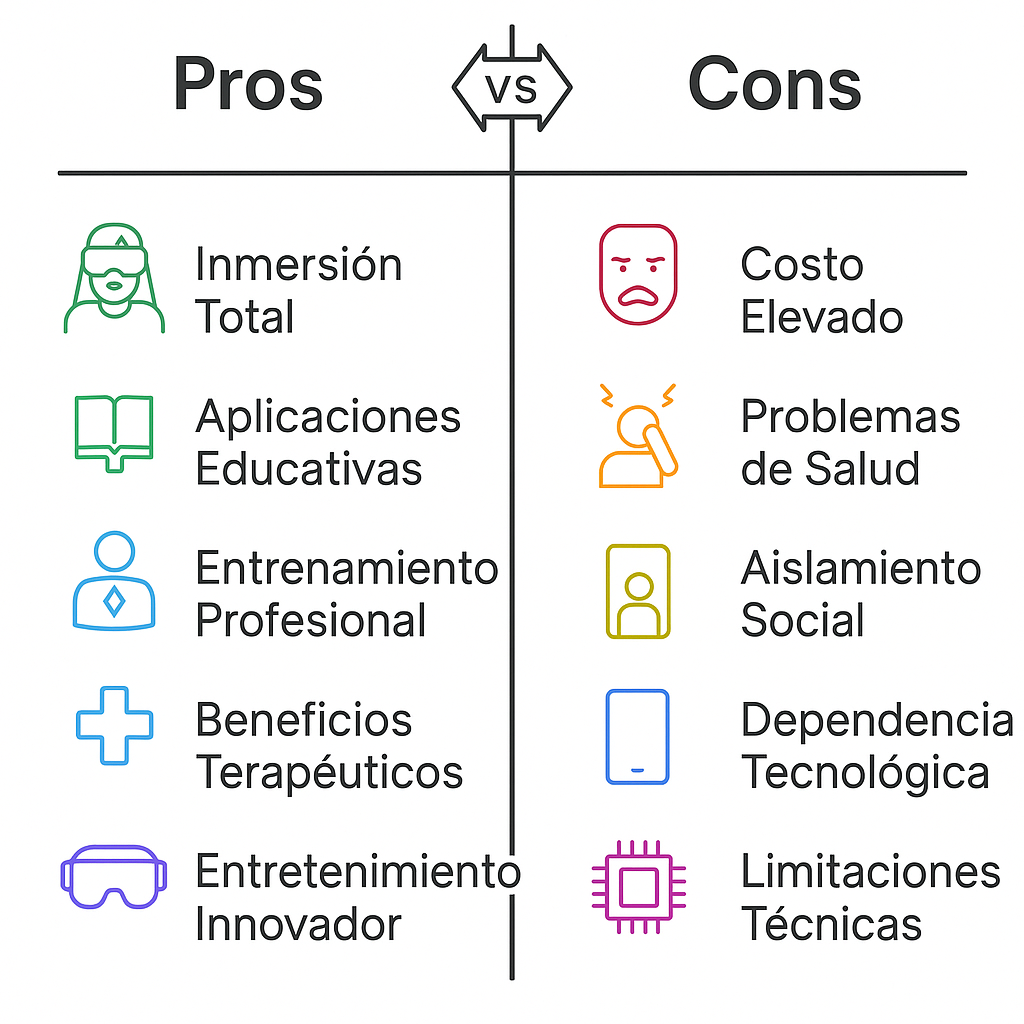 Pros
vs
Cons
Inmersión
Total
Costo
Elevado
Aplicaciones
Educativas
Problemas
de Salud
Entrenamiento
Profesional
Aislamiento
Social
Beneficios
Terapéuticos
Dependencia
Tecnológica
Entretenimiento
Innovador
Limitaciones
Técnicas